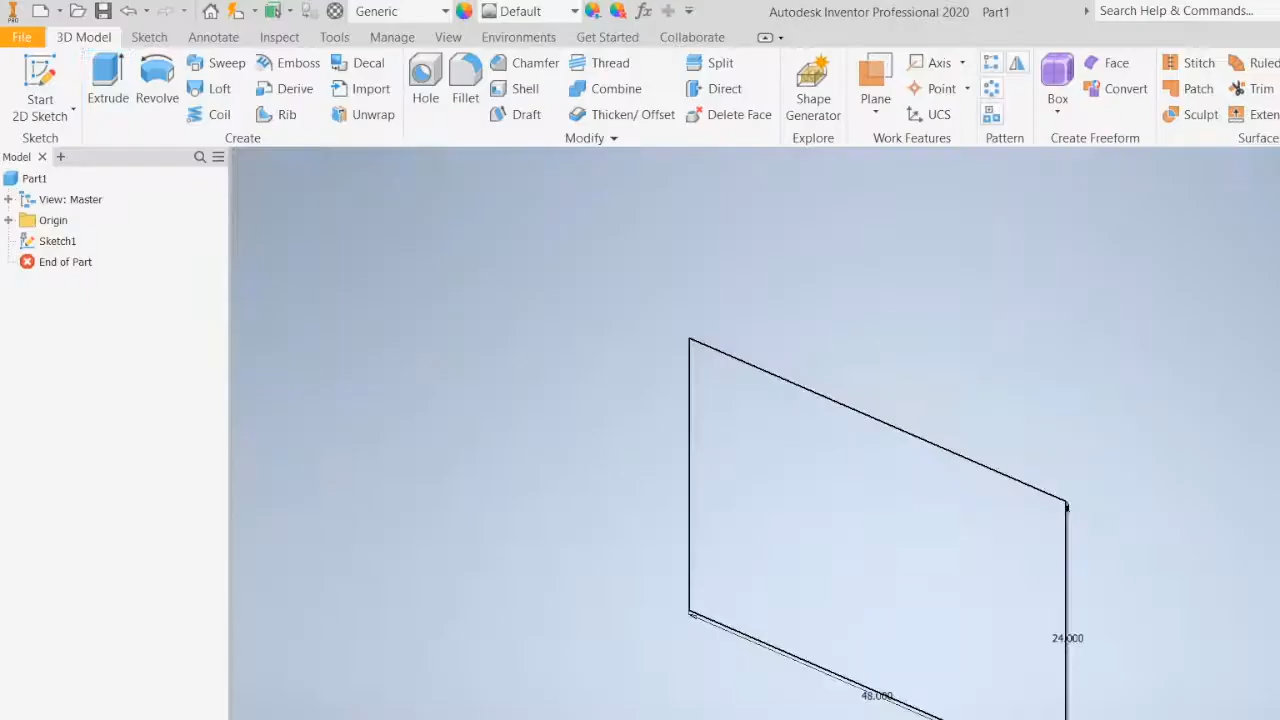 PRO Generic Default fx Autodesk Inventor Professional 2020 Part1 Search Help & Commands...
File 3D Model Sketch Annotate Inspect Tools Manage View Environments Get Started Collaborate
Start
2D Sketch
Extrude
Revolve
Sweep
Loft
Coil
Emboss
Derive
Rib
Decal
Import
Unwrap
Hole
Fillet
Chamfer
Shell
Draft
Thread
Combine
Thicken/ Offset
Split
Direct
Delete Face
Shape
Generator
Plane
Axis
Point
UCS
Box
Face
Convert
Stitch
Patch
Sculpt
Ruled
Trim
Exten
Sketch Create Modify Explore Work Features Pattern Create Freeform Surface
Model
Part1
View: Master
Origin
Sketch1
End of Part
24.000
48.000